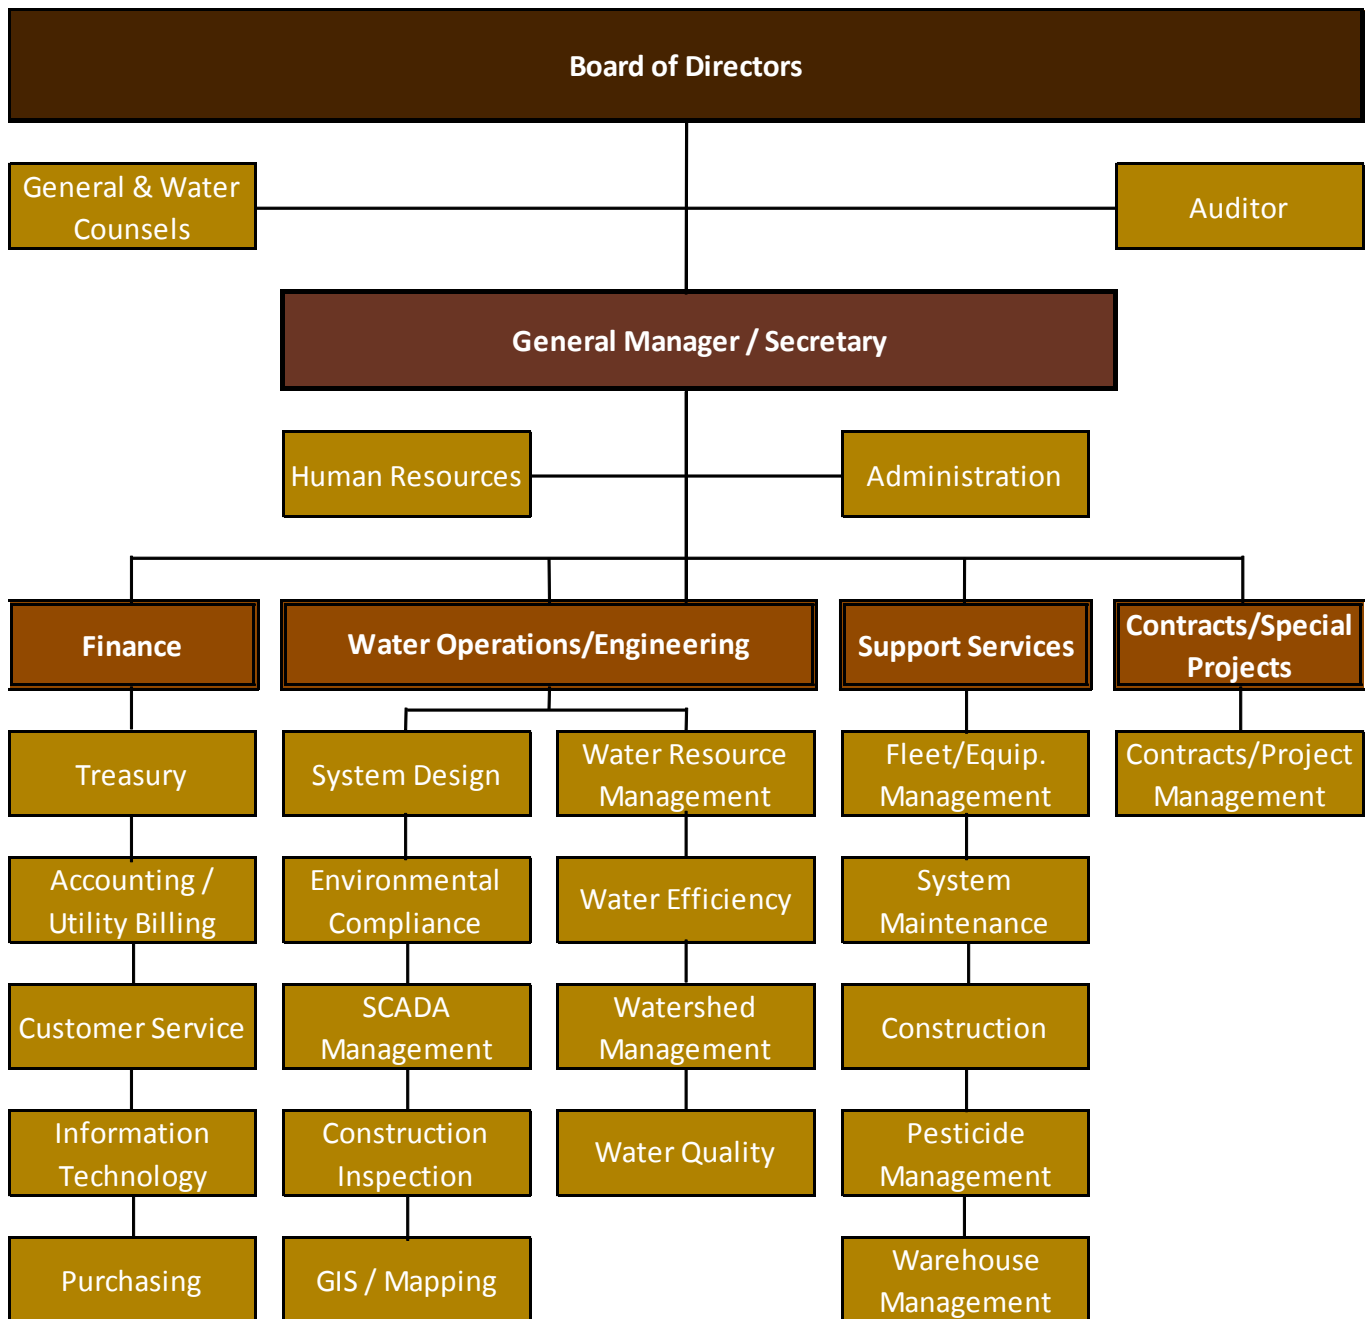 Board of Directors
General & Water
Counsels
Auditor
General Manager / Secretary
Human Resources
Administration
Finance
Water Operations/Engineering
Support Services
Contracts/Special
Projects
Treasury
System Design
Water Resource
Management
Fleet/Equip.
Management
Contracts/Project
Management
Accounting /
Utility Billing
Environmental
Compliance
Water Efficiency
System
Maintenance
Customer Service
SCADA
Management
Watershed
Management
Construction
Information
Technology
Construction
Inspection
Water Quality
Pesticide
Management
Purchasing
GIS / Mapping
Warehouse
Management